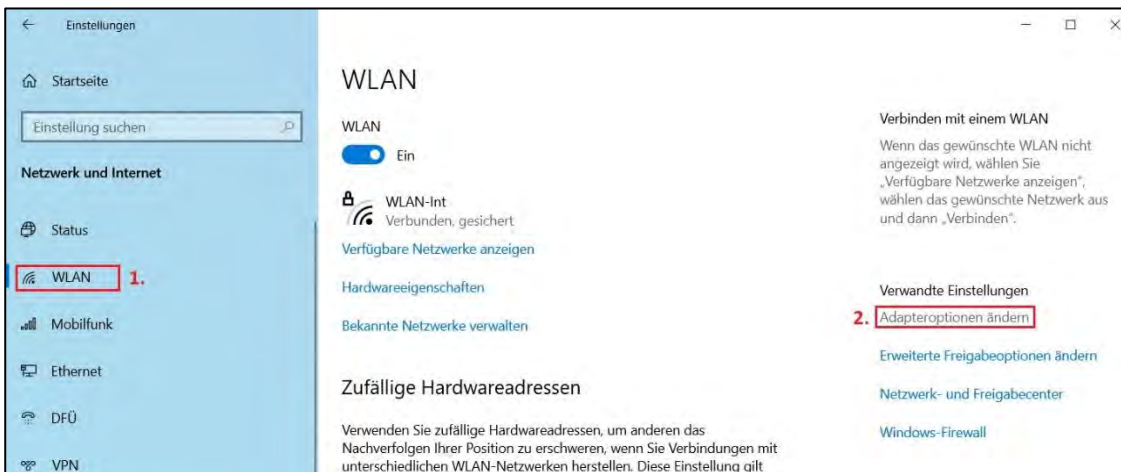 Einstellungen
Startseite
Einstellung suchen
Netzwerk und Internet
Status
WLAN 1.
Mobilfunk
Ethernet
DFÜ
VPN
WLAN
WLAN
Ein
WLAN-Int
Verbunden, gesichert
Verfügbare Netzwerke anzeigen
Hardwareeigenschaften
Bekannte Netzwerke verwalten
Zufällige Hardwareadressen
Verwenden Sie zufällige Hardwareadressen, um anderen das
Nachverfolgen Ihrer Position zu erschweren, wenn Sie Verbindungen mit
unterschiedlichen WLAN-Netzwerken herstellen. Diese Einstellung gilt
Verbinden mit einem WLAN
Wenn das gewünschte WLAN nicht
angezeigt wird, wählen Sie
„Verfügbare Netzwerke anzeigen“,
wählen das gewünschte Netzwerk aus
und dann „Verbinden“.
Verwandte Einstellungen
2. Adapteroptionen ändern
Erweiterte Freigabeoptionen ändern
Netzwerk- und Freigabecenter
Windows-Firewall